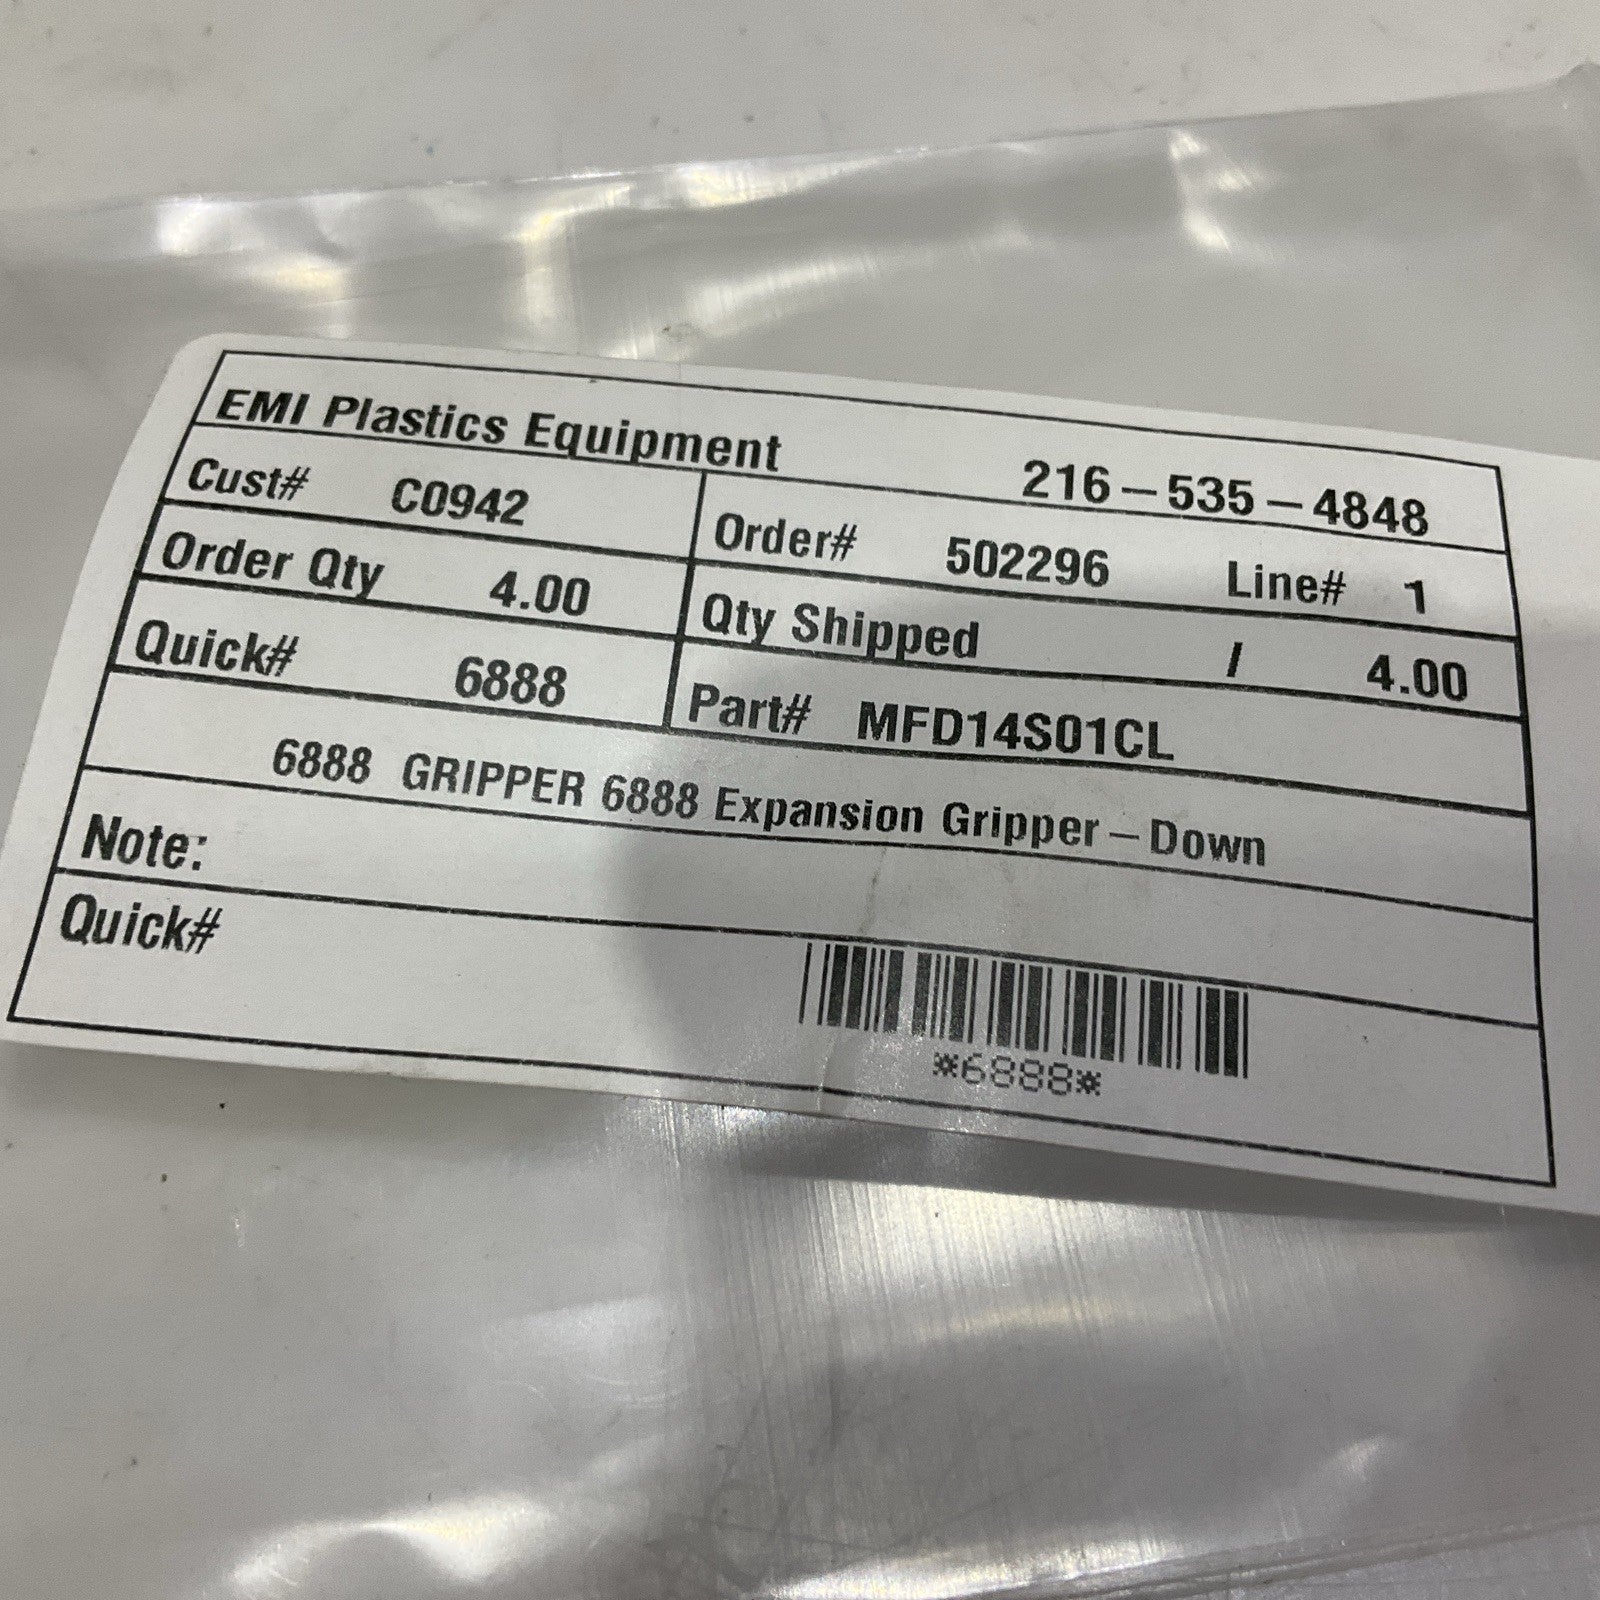 EMI Plastics Equipment 216-535-4848
Cust# C0942 Order# 502296 Line# 1
Order Qty 4.00 Qty Shipped / 4.00
Quick# 6888 Part# MFD14S01CL
6888 GRIPPER 6888 Expansion Gripper-Down
Note:
Quick#
*6888*